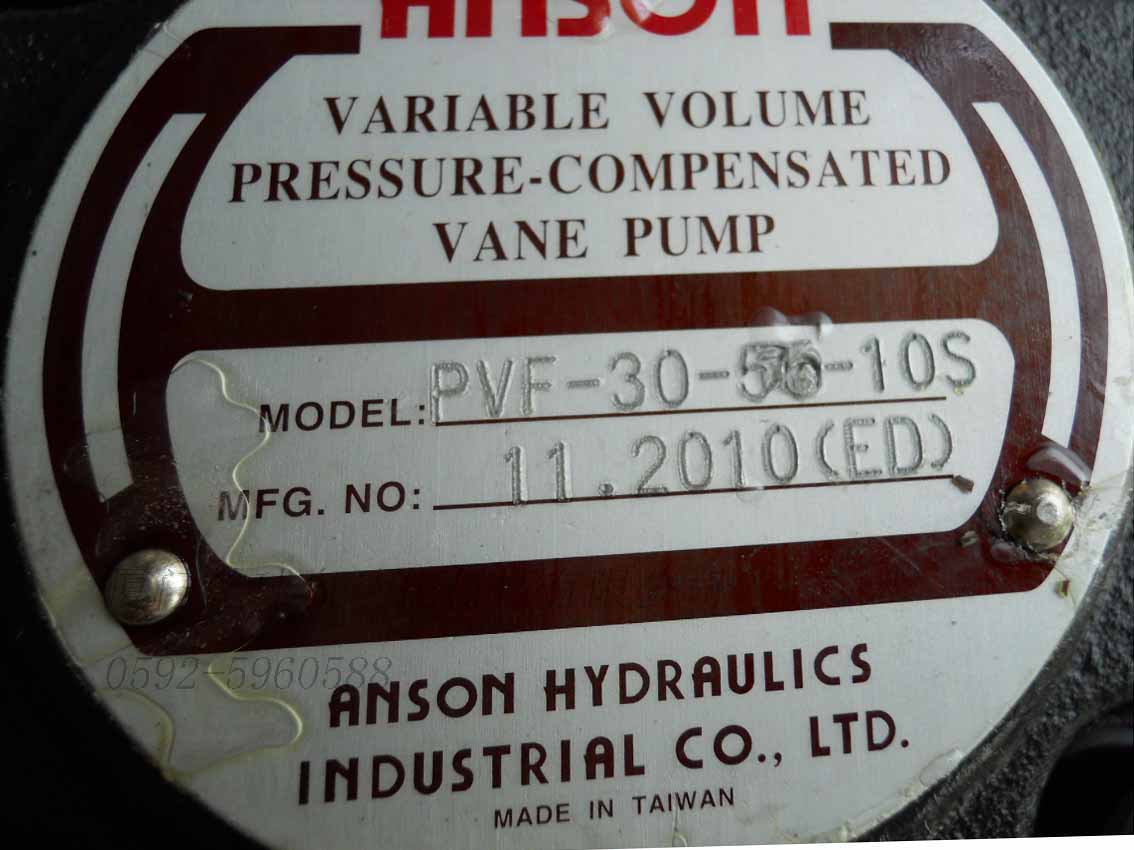 ANSON
VARIABLE VOLUME
PRESSURE-COMPENSATED
VANE PUMP
MODEL: PVF-30-55-10S
MFG. NO: 11.2010(ED)
0592-5960588
ANSON HYDRAULICS
INDUSTRIAL CO., LTD.
MADE IN TAIWAN